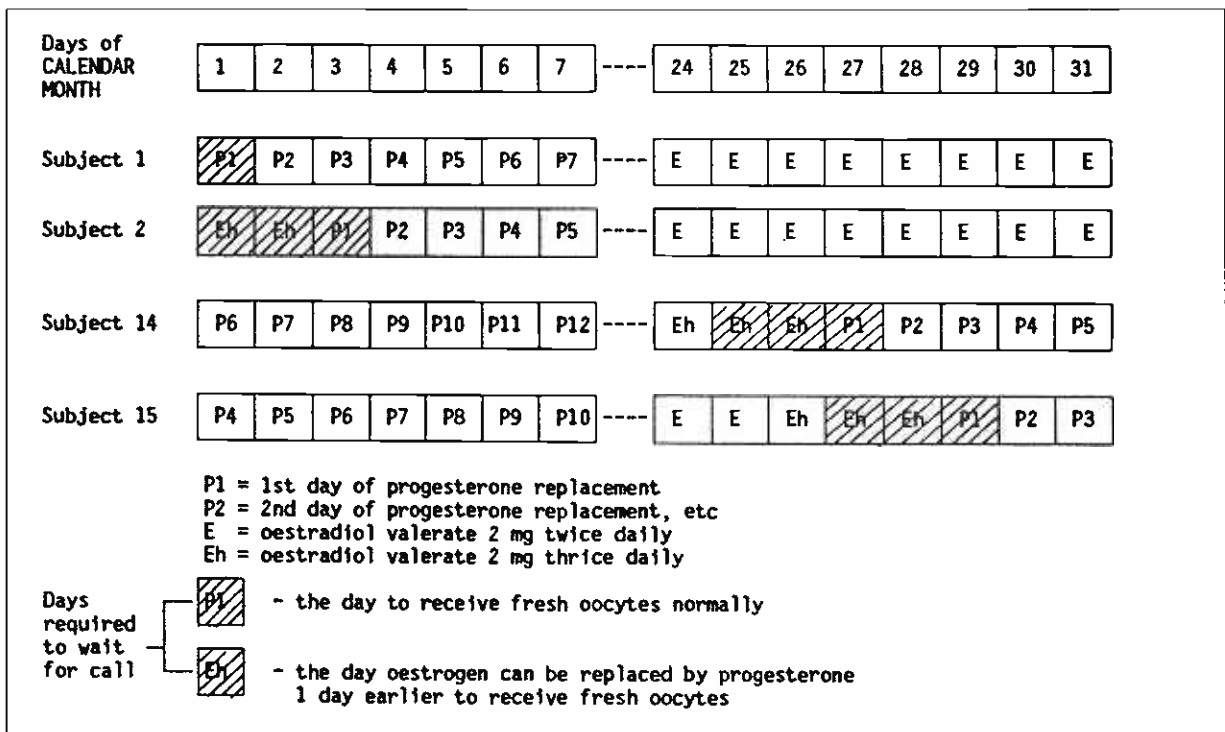 Days of
CALENDAR
MONTH
1 2 3 4 5 6 7 ---- 24 25 26 27 28 29 30 31
Subject 1 P1 P2 P3 P4 P5 P6 P7 ---- E E E E E E E E
Subject 2 Eh Eh P1 P2 P3 P4 P5 ---- E E E E E E E E
Subject 14 P6 P7 P8 P9 P10 P11 P12 ---- Eh Eh Eh P1 P2 P3 P4 P5
Subject 15 P4 P5 P6 P7 P8 P9 P10 ---- E E Eh Eh Eh P1 P2 P3
P1 = 1st day of progesterone replacement
P2 = 2nd day of progesterone replacement, etc
E = oestradiol valerate 2 mg twice daily
Eh = oestradiol valerate 2 mg thrice daily
Days
required
to wait
for call
P1 - the day to receive fresh oocytes normally
Eh - the day oestrogen can be replaced by progesterone
1 day earlier to receive fresh oocytes